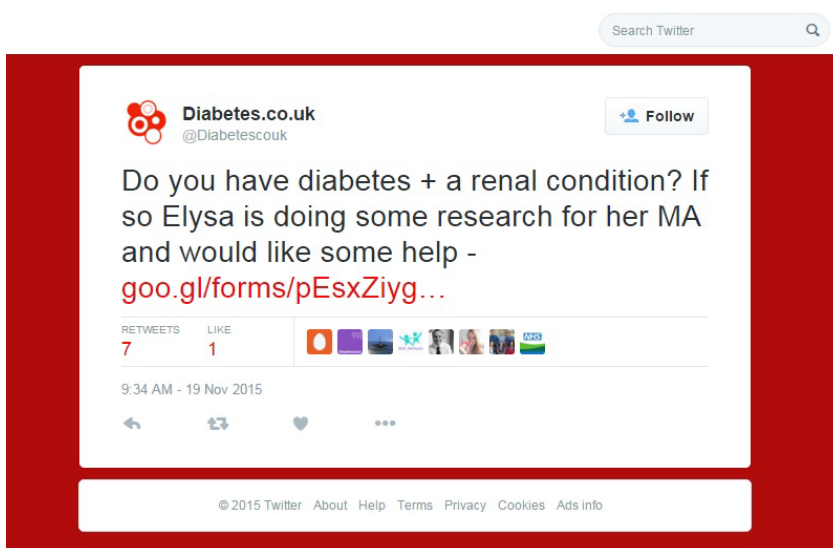 Search Twitter
Diabetes.co.uk
@Diabetescouk
Follow
Do you have diabetes + a renal condition? If
so Elysa is doing some research for her MA
and would like some help -
goo.gl/forms/pEsxZiyg…
RETWEETS LIKE
7 1
NHS
9:34 AM - 19 Nov 2015
© 2015 Twitter About Help Terms Privacy Cookies Ads info